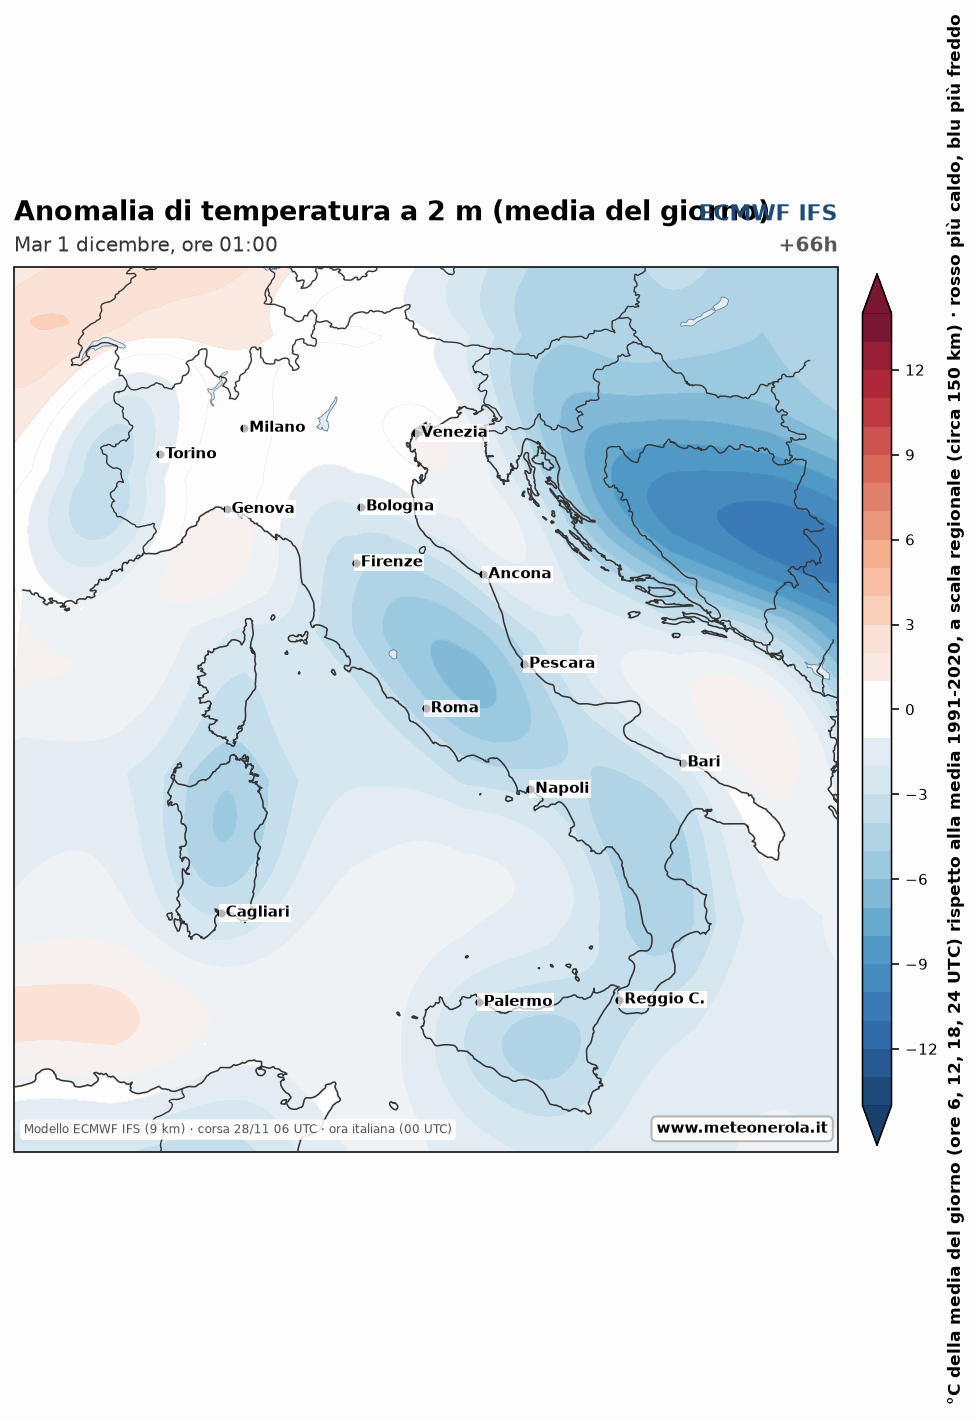 Anomalia di temperatura a 2 m (media del giorno)
ECMWF IFS
Mar 1 dicembre, ore 01:00
+66h
Milano
Venezia
Torino
Genova
Bologna
Firenze
Ancona
Pescara
Roma
Bari
Napoli
Cagliari
Palermo
Reggio C.
Modello ECMWF IFS (9 km) · corsa 28/11 06 UTC · ora italiana (00 UTC)
www.meteonerola.it
12
9
6
3
0
−3
−6
−9
−12
°C della media del giorno (ore 6, 12, 18, 24 UTC) rispetto alla media 1991-2020, a scala regionale (circa 150 km) · rosso più caldo, blu più freddo